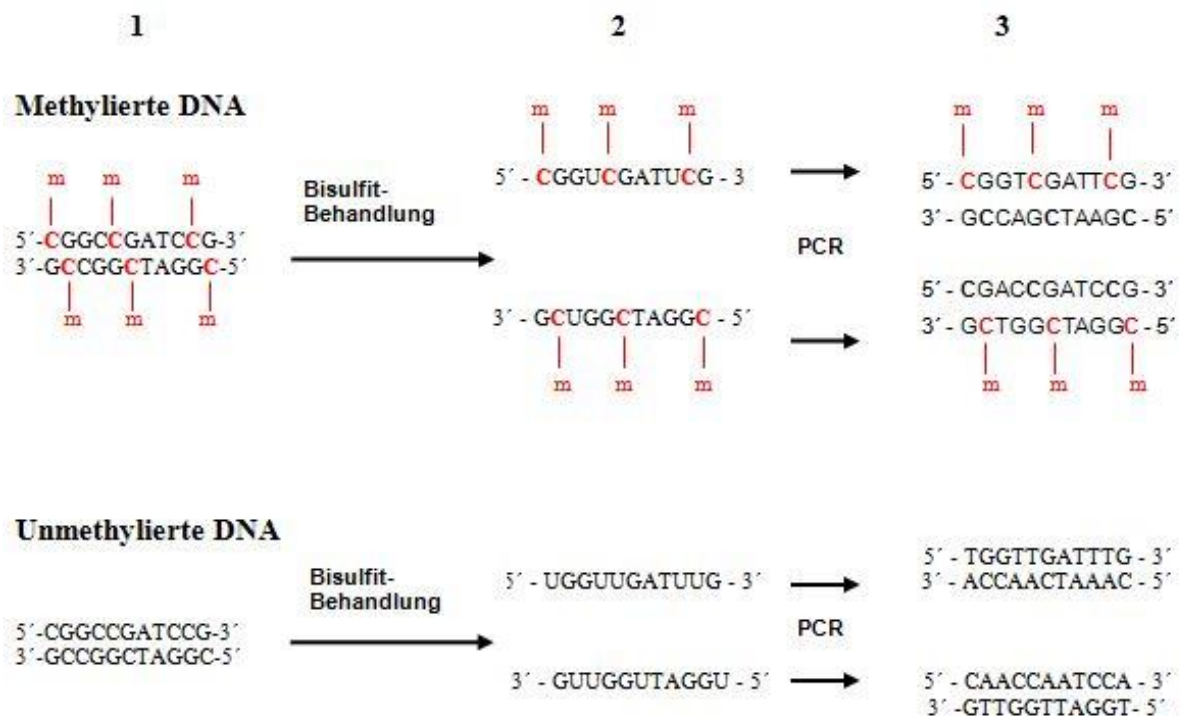 1 2 3
Methylierte DNA
m m m
5´-CGGCCGATCCG-3´
3´-GCCGGCTAGGC-5´
m m m
Bisulfit-
Behandlung
m m m
5´ - CGGUCGATUCG - 3
3´ - GCUGGCTAGGC - 5´
m m m
PCR
m m m
5´ - CGGTCGATTCG - 3´
3´ - GCCAGCTAAGC - 5´
5´ - CGACCGATCCG - 3´
3´ - GCTGGCTAGGC - 5´
m m m
Unmethylierte DNA
5´-CGGCCGATCCG-3´
3´-GCCGGCTAGGC-5´
Bisulfit-
Behandlung
5´ - UGGUUGATUUG - 3´
3´ - GUUGGUTAGGU - 5´
PCR
5´ - TGGTTGATTTG - 3´
3´ - ACCAACTAAAC - 5´
5´ - CAACCAATCCA - 3´
3´ - GTTGGTTAGGT - 5´